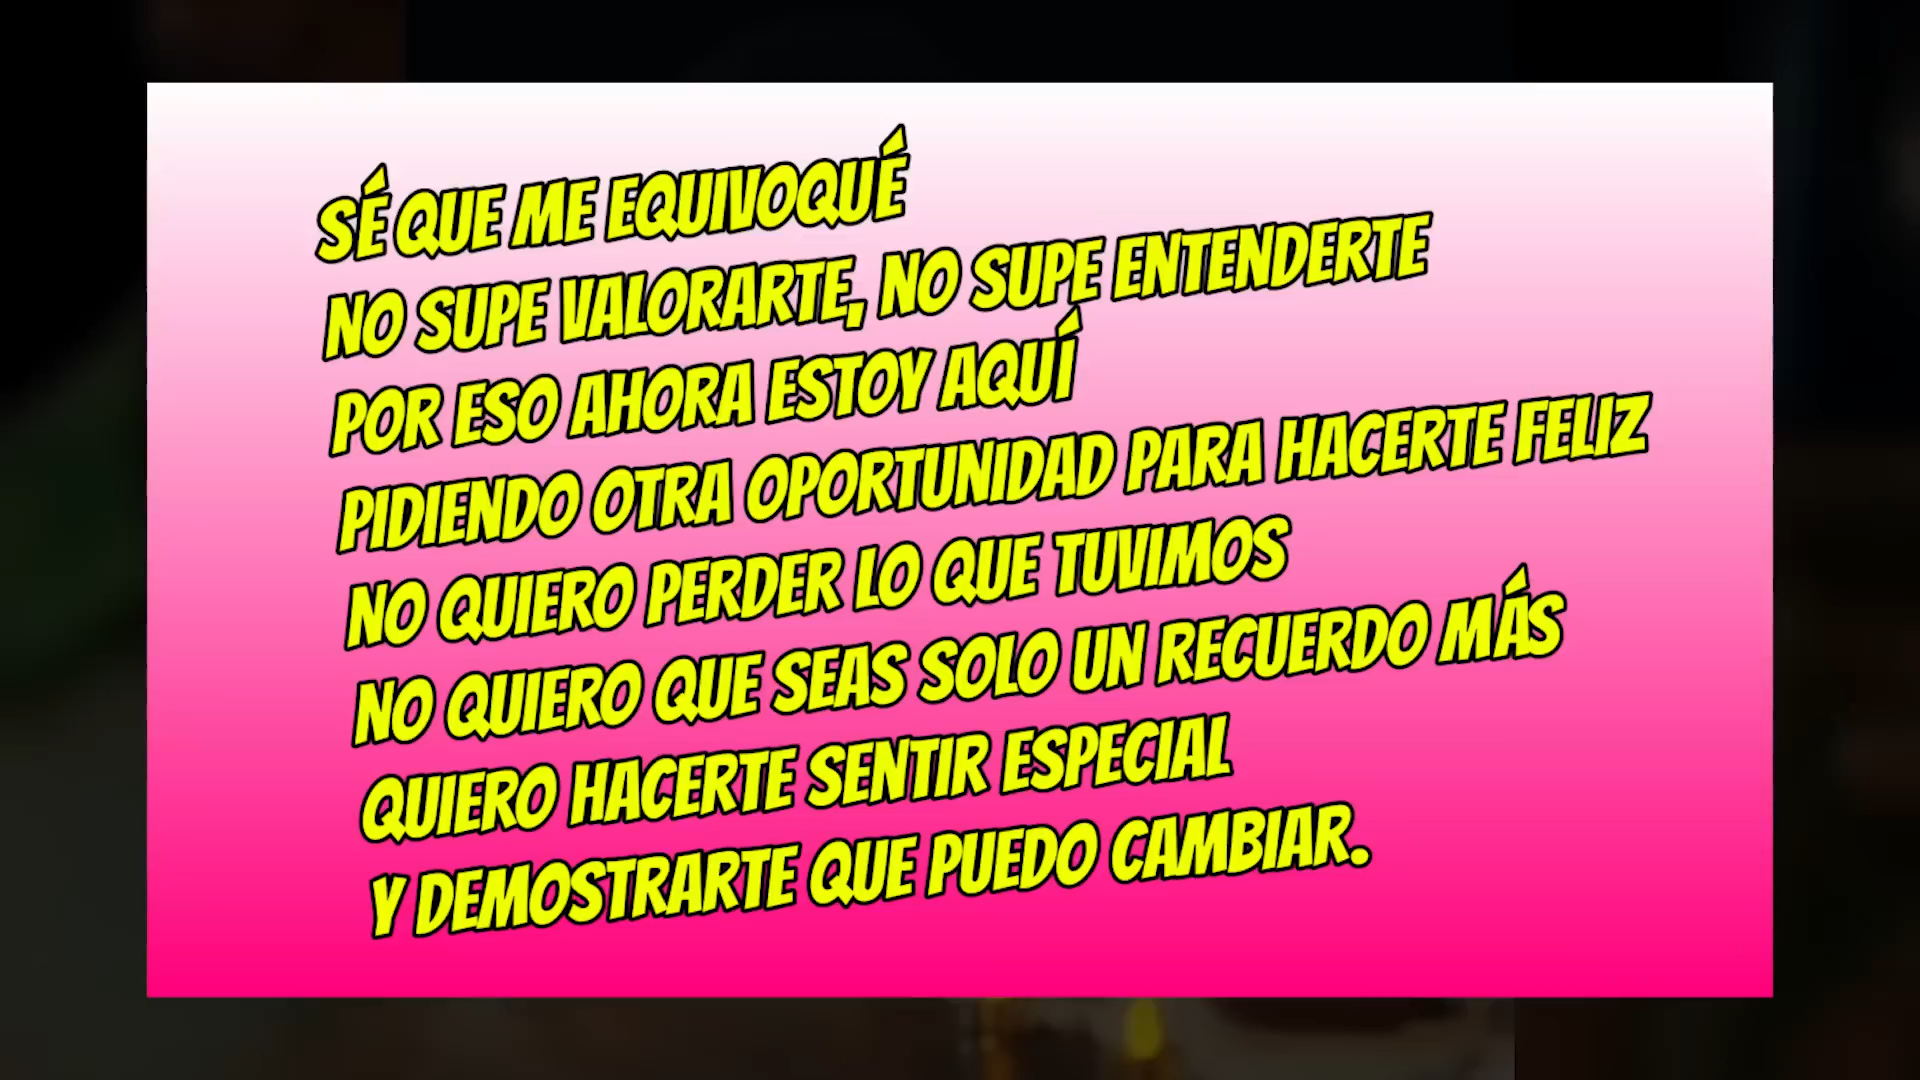 SÉ QUE ME EQUIVOQUÉ
NO SUPE VALORARTE, NO SUPE ENTENDERTE
POR ESO AHORA ESTOY AQUÍ
PIDIENDO OTRA OPORTUNIDAD PARA HACERTE FELIZ
NO QUIERO PERDER LO QUE TUVIMOS
NO QUIERO QUE SEAS SOLO UN RECUERDO MÁS
QUIERO HACERTE SENTIR ESPECIAL
Y DEMOSTRARTE QUE PUEDO CAMBIAR.